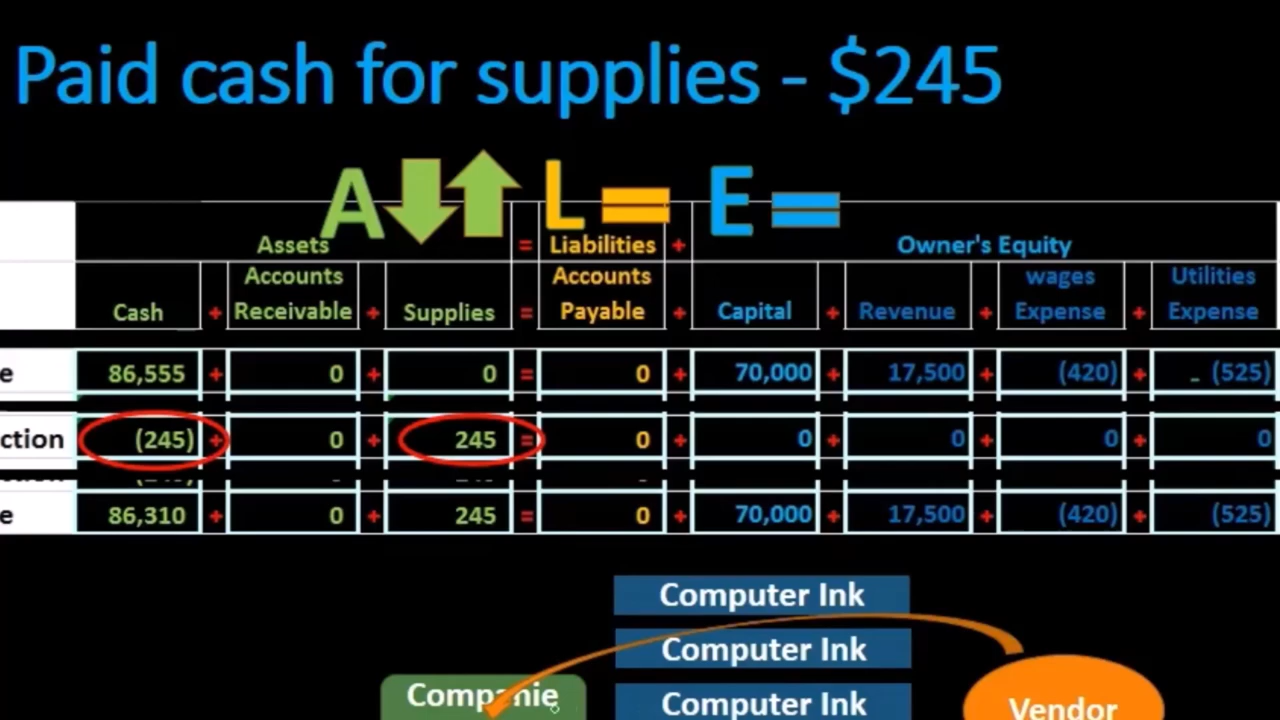 Paid cash for supplies - $245
A L = E =
Assets = Liabilities + Owner's Equity
Accounts Accounts wages Utilities
Cash + Receivable + Supplies = Payable + Capital + Revenue + Expense + Expense
e 86,555 + 0 + 0 = 0 + 70,000 + 17,500 + (420) + - (525)
ction (245) + 0 + 245 = 0 + 0 + 0 + 0 + 0
e 86,310 + 0 + 245 = 0 + 70,000 + 17,500 + (420) + (525)
Computer Ink
Computer Ink
Companie Computer Ink Vendor